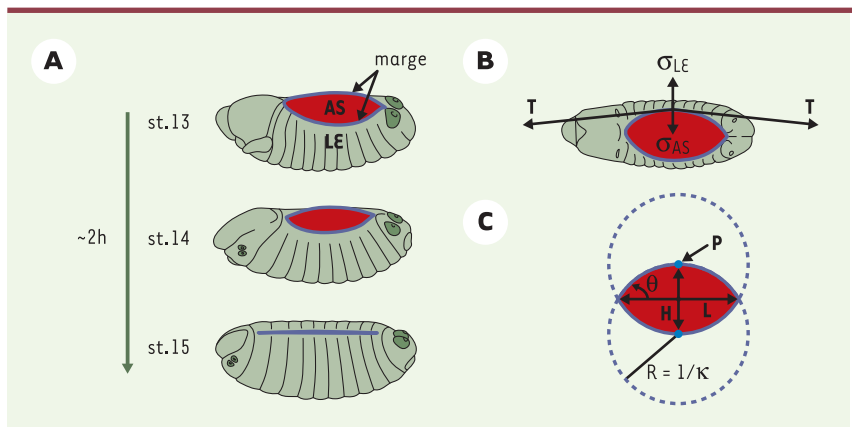 A
marge
st.13
AS
LE
~2h
st.14
st.15
B
σLE
T
T
σAS
C
P
θ
H
L
R = 1/κ